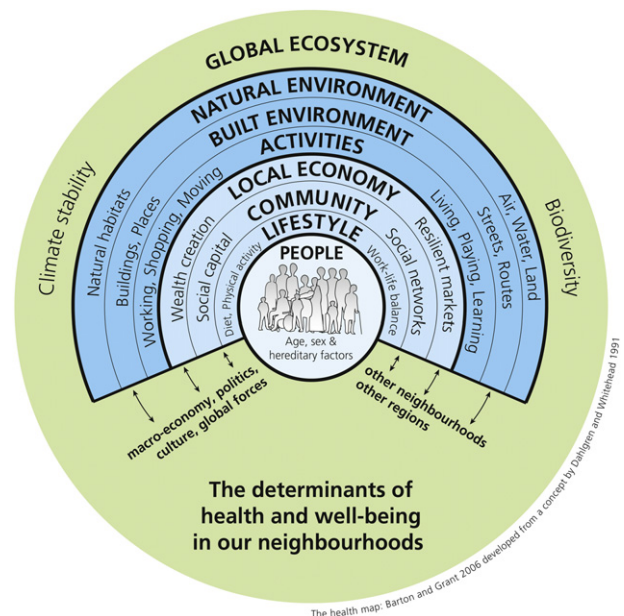 GLOBAL ECOSYSTEM
Climate stability
Biodiversity
NATURAL ENVIRONMENT
Natural habitats
Air, Water, Land
BUILT ENVIRONMENT
Buildings, Places
Streets, Routes
ACTIVITIES
Working, Shopping, Moving
Living, Playing, Learning
LOCAL ECONOMY
Wealth creation
Resilient markets
COMMUNITY
Social capital
Social networks
LIFESTYLE
Diet, Physical activity
Work-life balance
PEOPLE
Age, sex &
hereditary factors
macro-economy, politics,
culture, global forces
other neighbourhoods
other regions
The determinants of
health and well-being
in our neighbourhoods
The health map: Barton and Grant 2006 developed from a concept by Dahlgren and Whitehead 1991